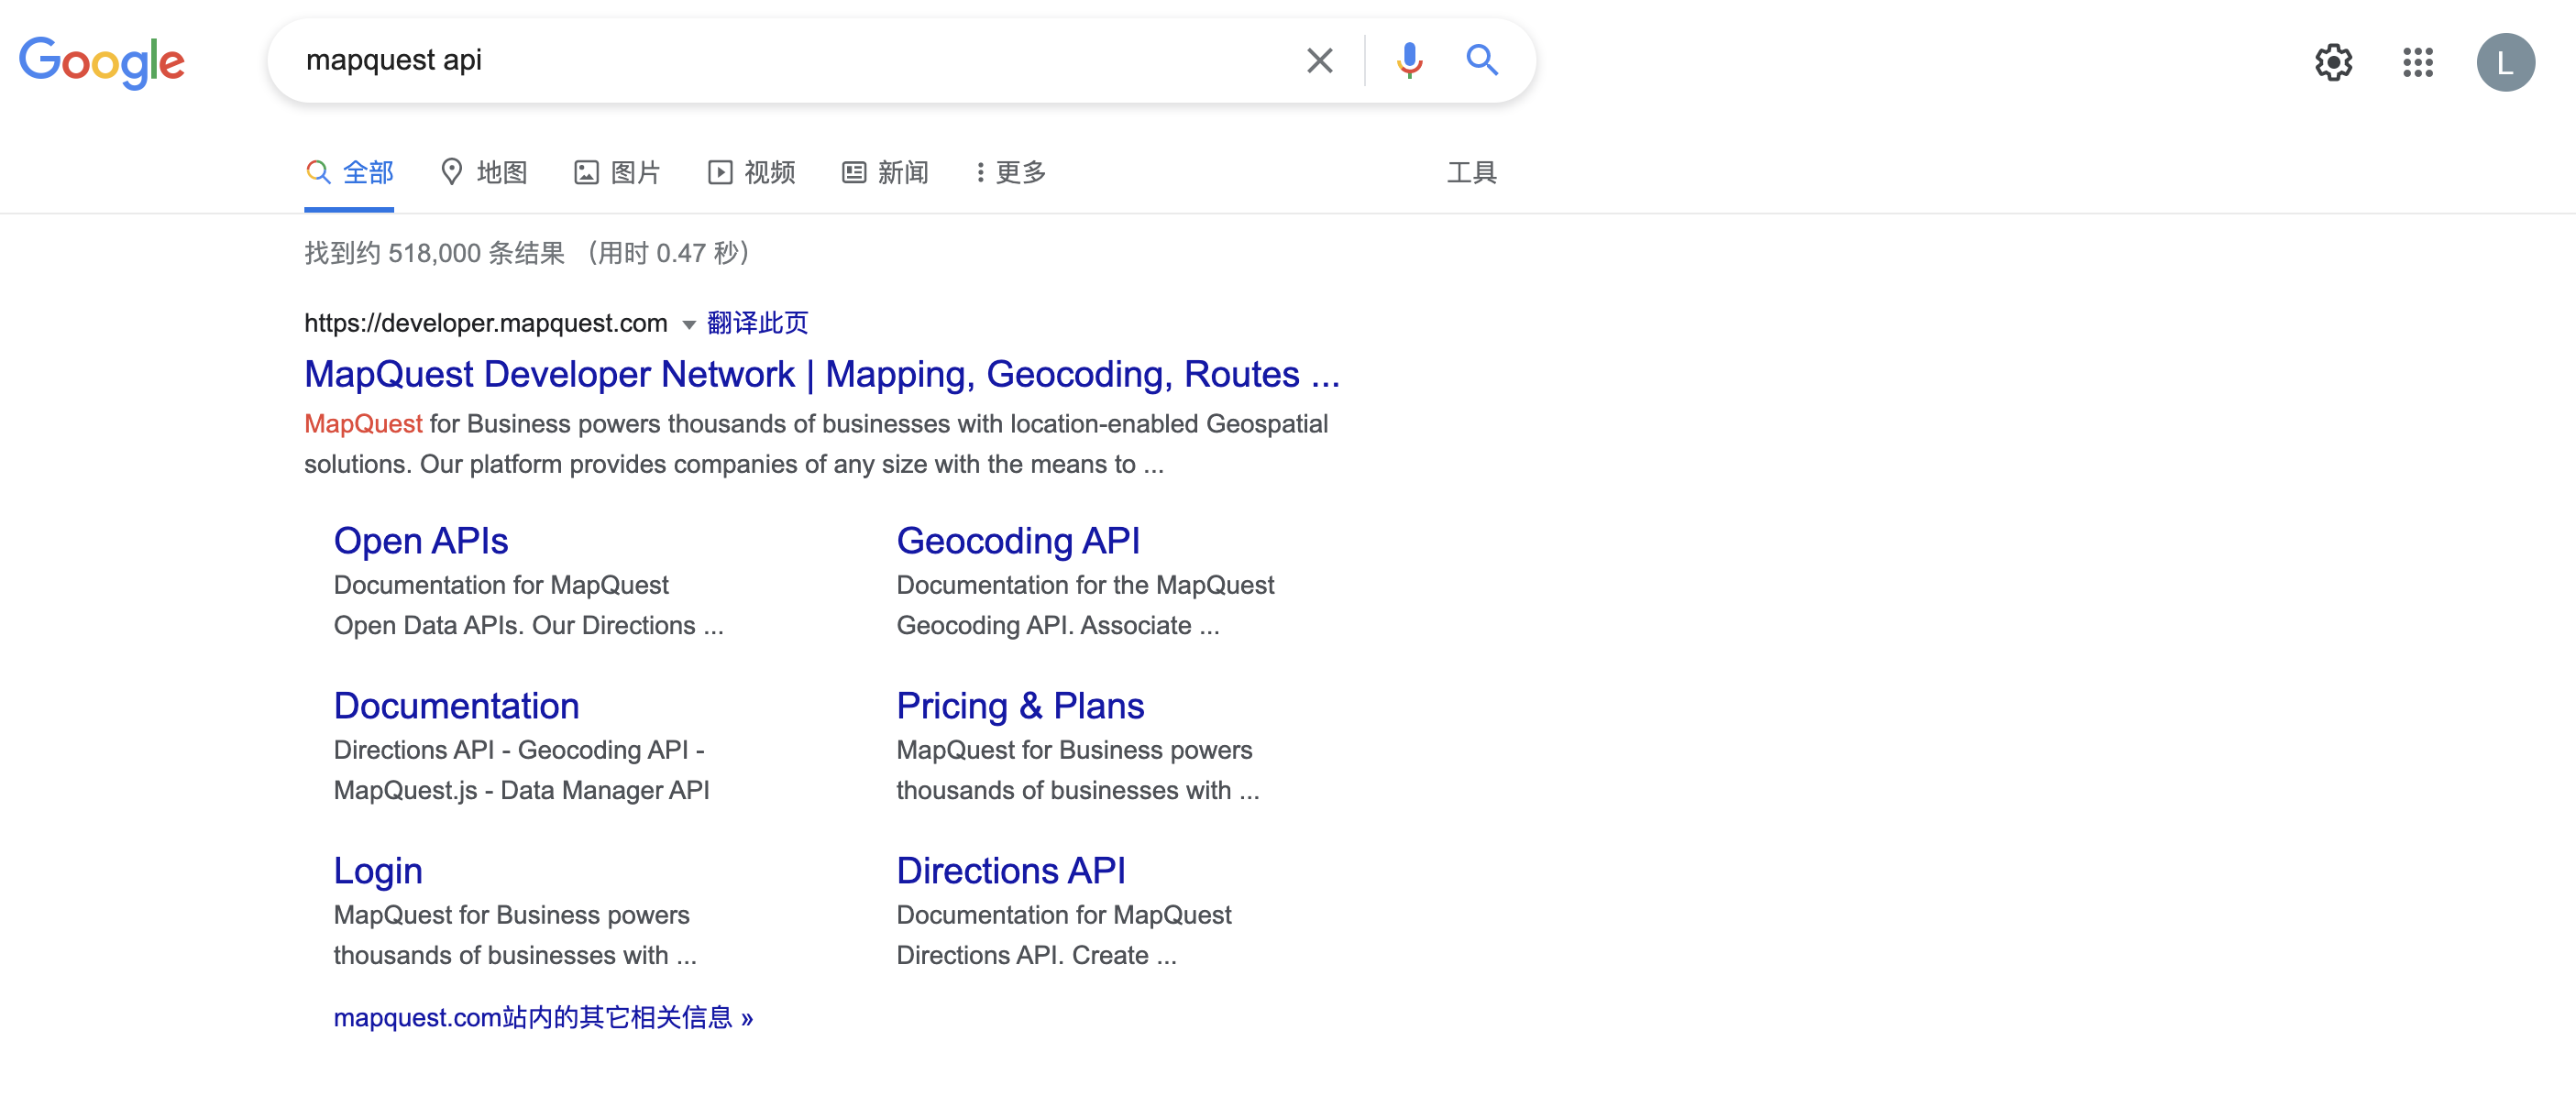 Google
mapquest api
L
全部
地图
图片
视频
新闻
更多
工具
找到约 518,000 条结果 （用时 0.47 秒）
https://developer.mapquest.com 翻译此页
MapQuest Developer Network | Mapping, Geocoding, Routes ...
MapQuest for Business powers thousands of businesses with location-enabled Geospatial
solutions. Our platform provides companies of any size with the means to ...
Open APIs
Documentation for MapQuest
Open Data APIs. Our Directions ...
Geocoding API
Documentation for the MapQuest
Geocoding API. Associate ...
Documentation
Directions API - Geocoding API -
MapQuest.js - Data Manager API
Pricing & Plans
MapQuest for Business powers
thousands of businesses with ...
Login
MapQuest for Business powers
thousands of businesses with ...
Directions API
Documentation for MapQuest
Directions API. Create ...
mapquest.com站内的其它相关信息 »